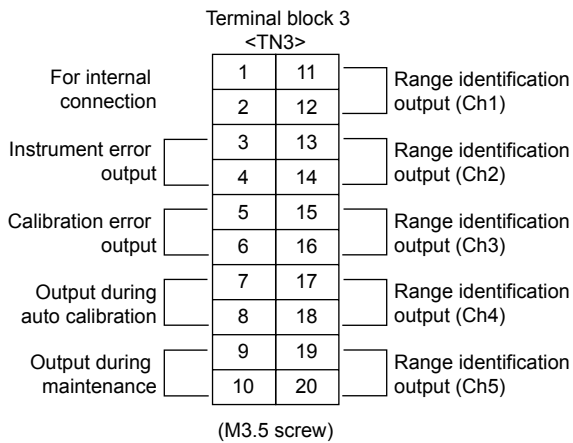 Terminal block 3
<TN3>
For internal
connection
1 11
2 12
Range identification
output (Ch1)
Instrument error
output
3 13
4 14
Range identification
output (Ch2)
Calibration error
output
5 15
6 16
Range identification
output (Ch3)
Output during
auto calibration
7 17
8 18
Range identification
output (Ch4)
Output during
maintenance
9 19
10 20
Range identification
output (Ch5)
(M3.5 screw)